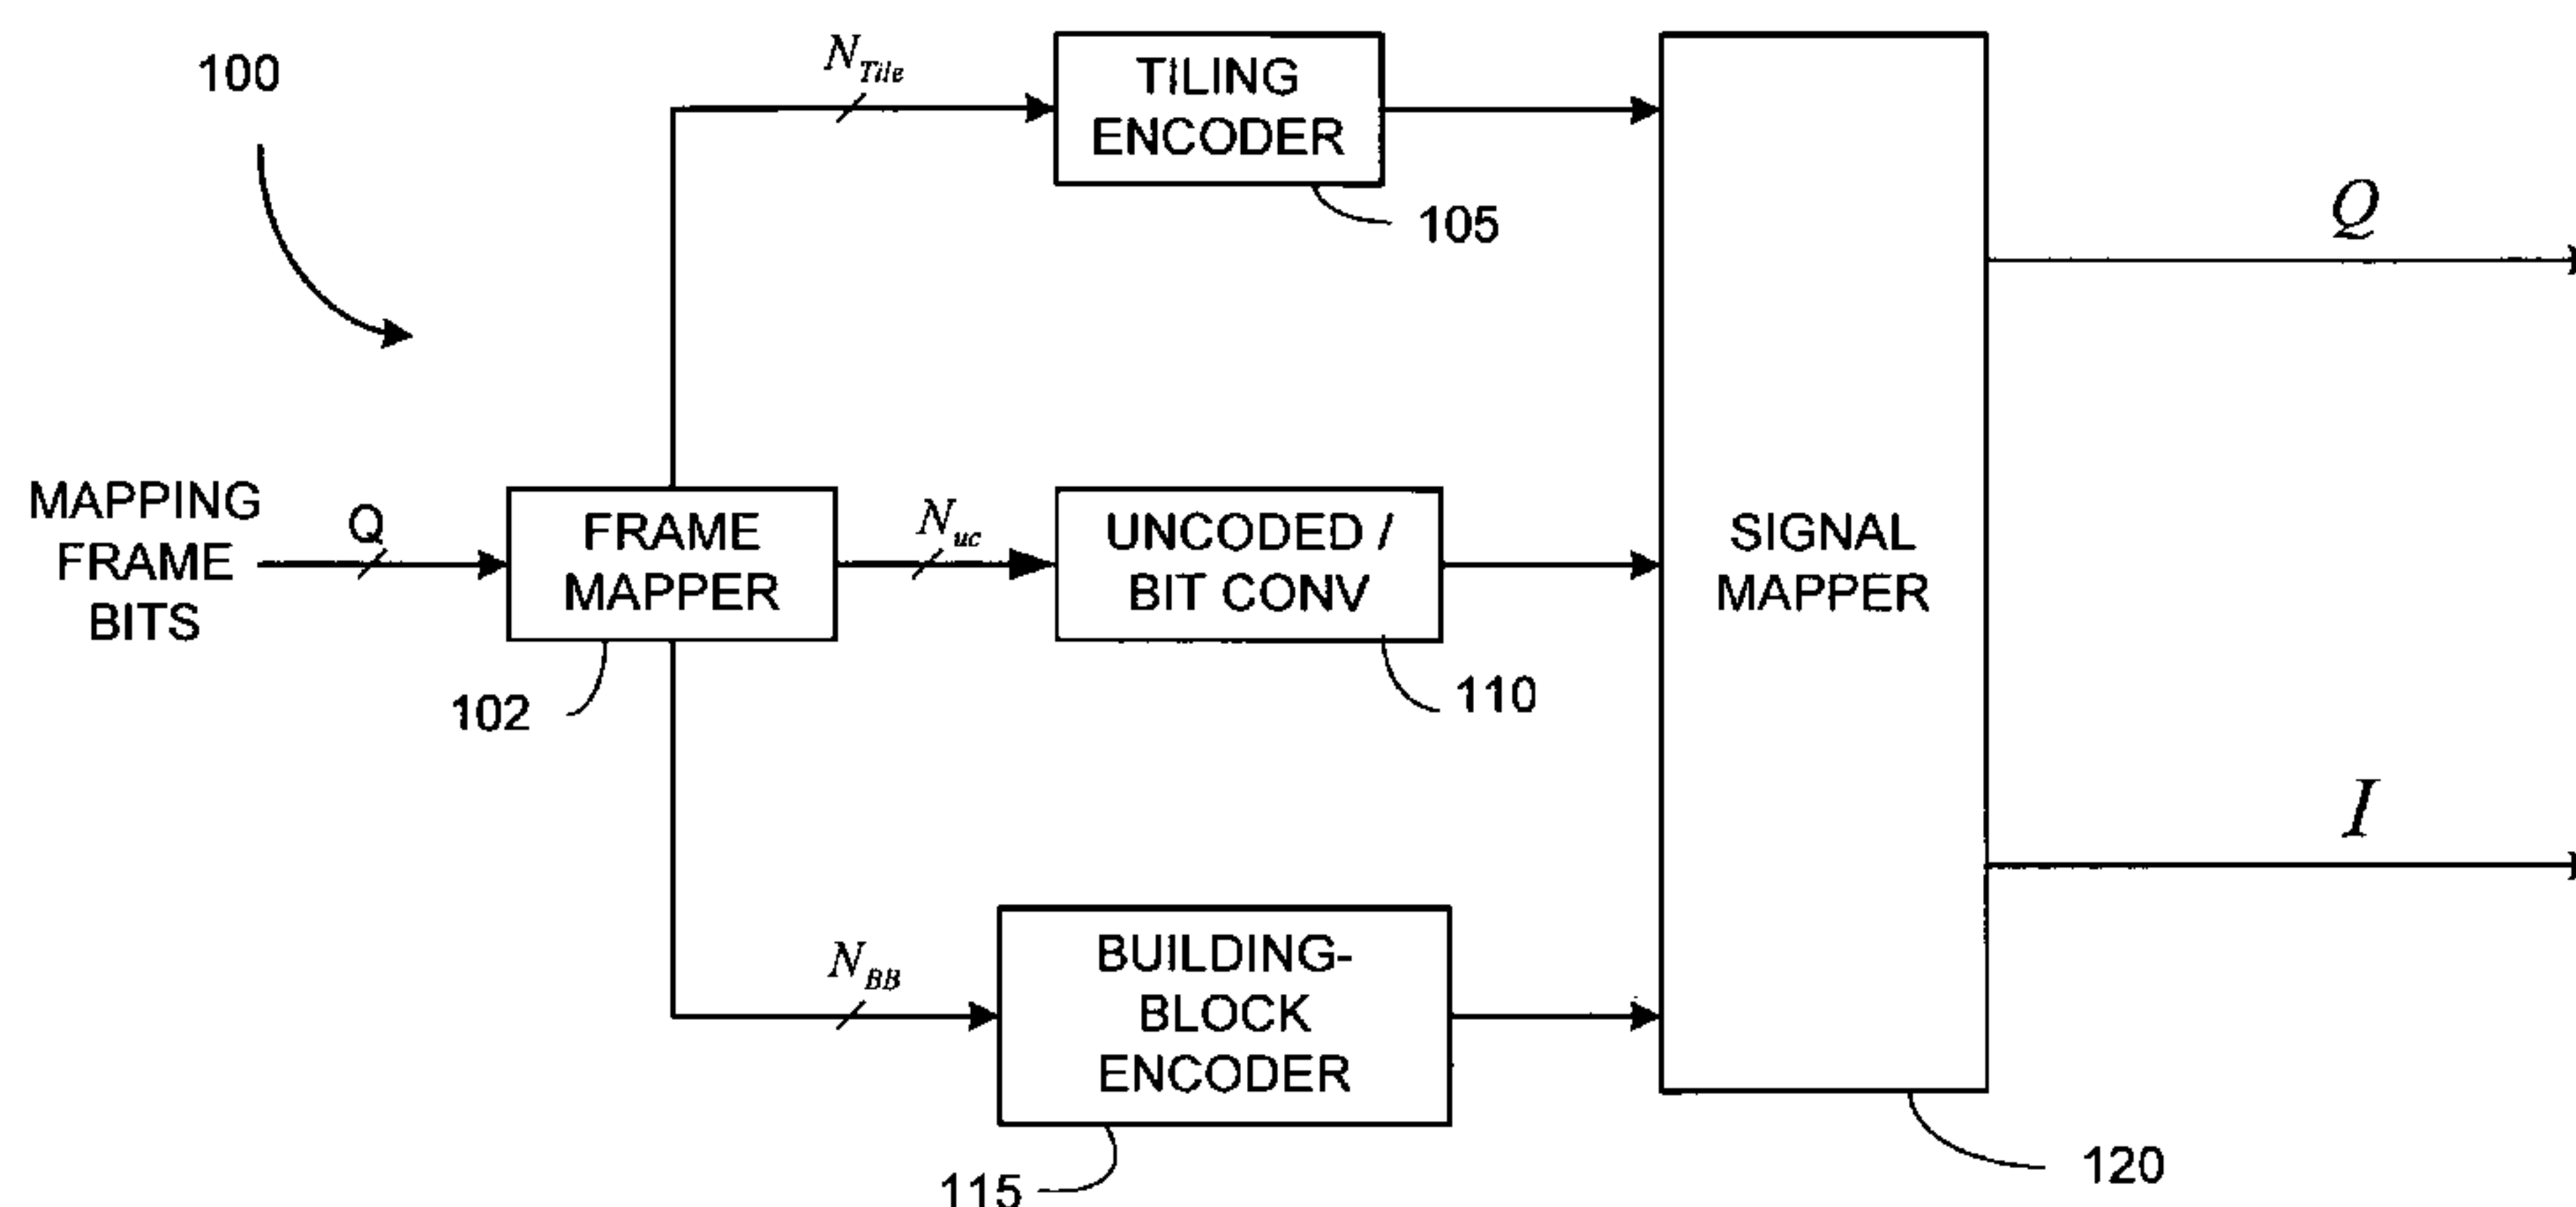 100
N_Tile
TILING
ENCODER
105
Q
MAPPING
FRAME
BITS
Q
FRAME
MAPPER
102
N_uc
UNCODED /
BIT CONV
110
SIGNAL
MAPPER
I
N_BB
BUILDING-
BLOCK
ENCODER
115
120